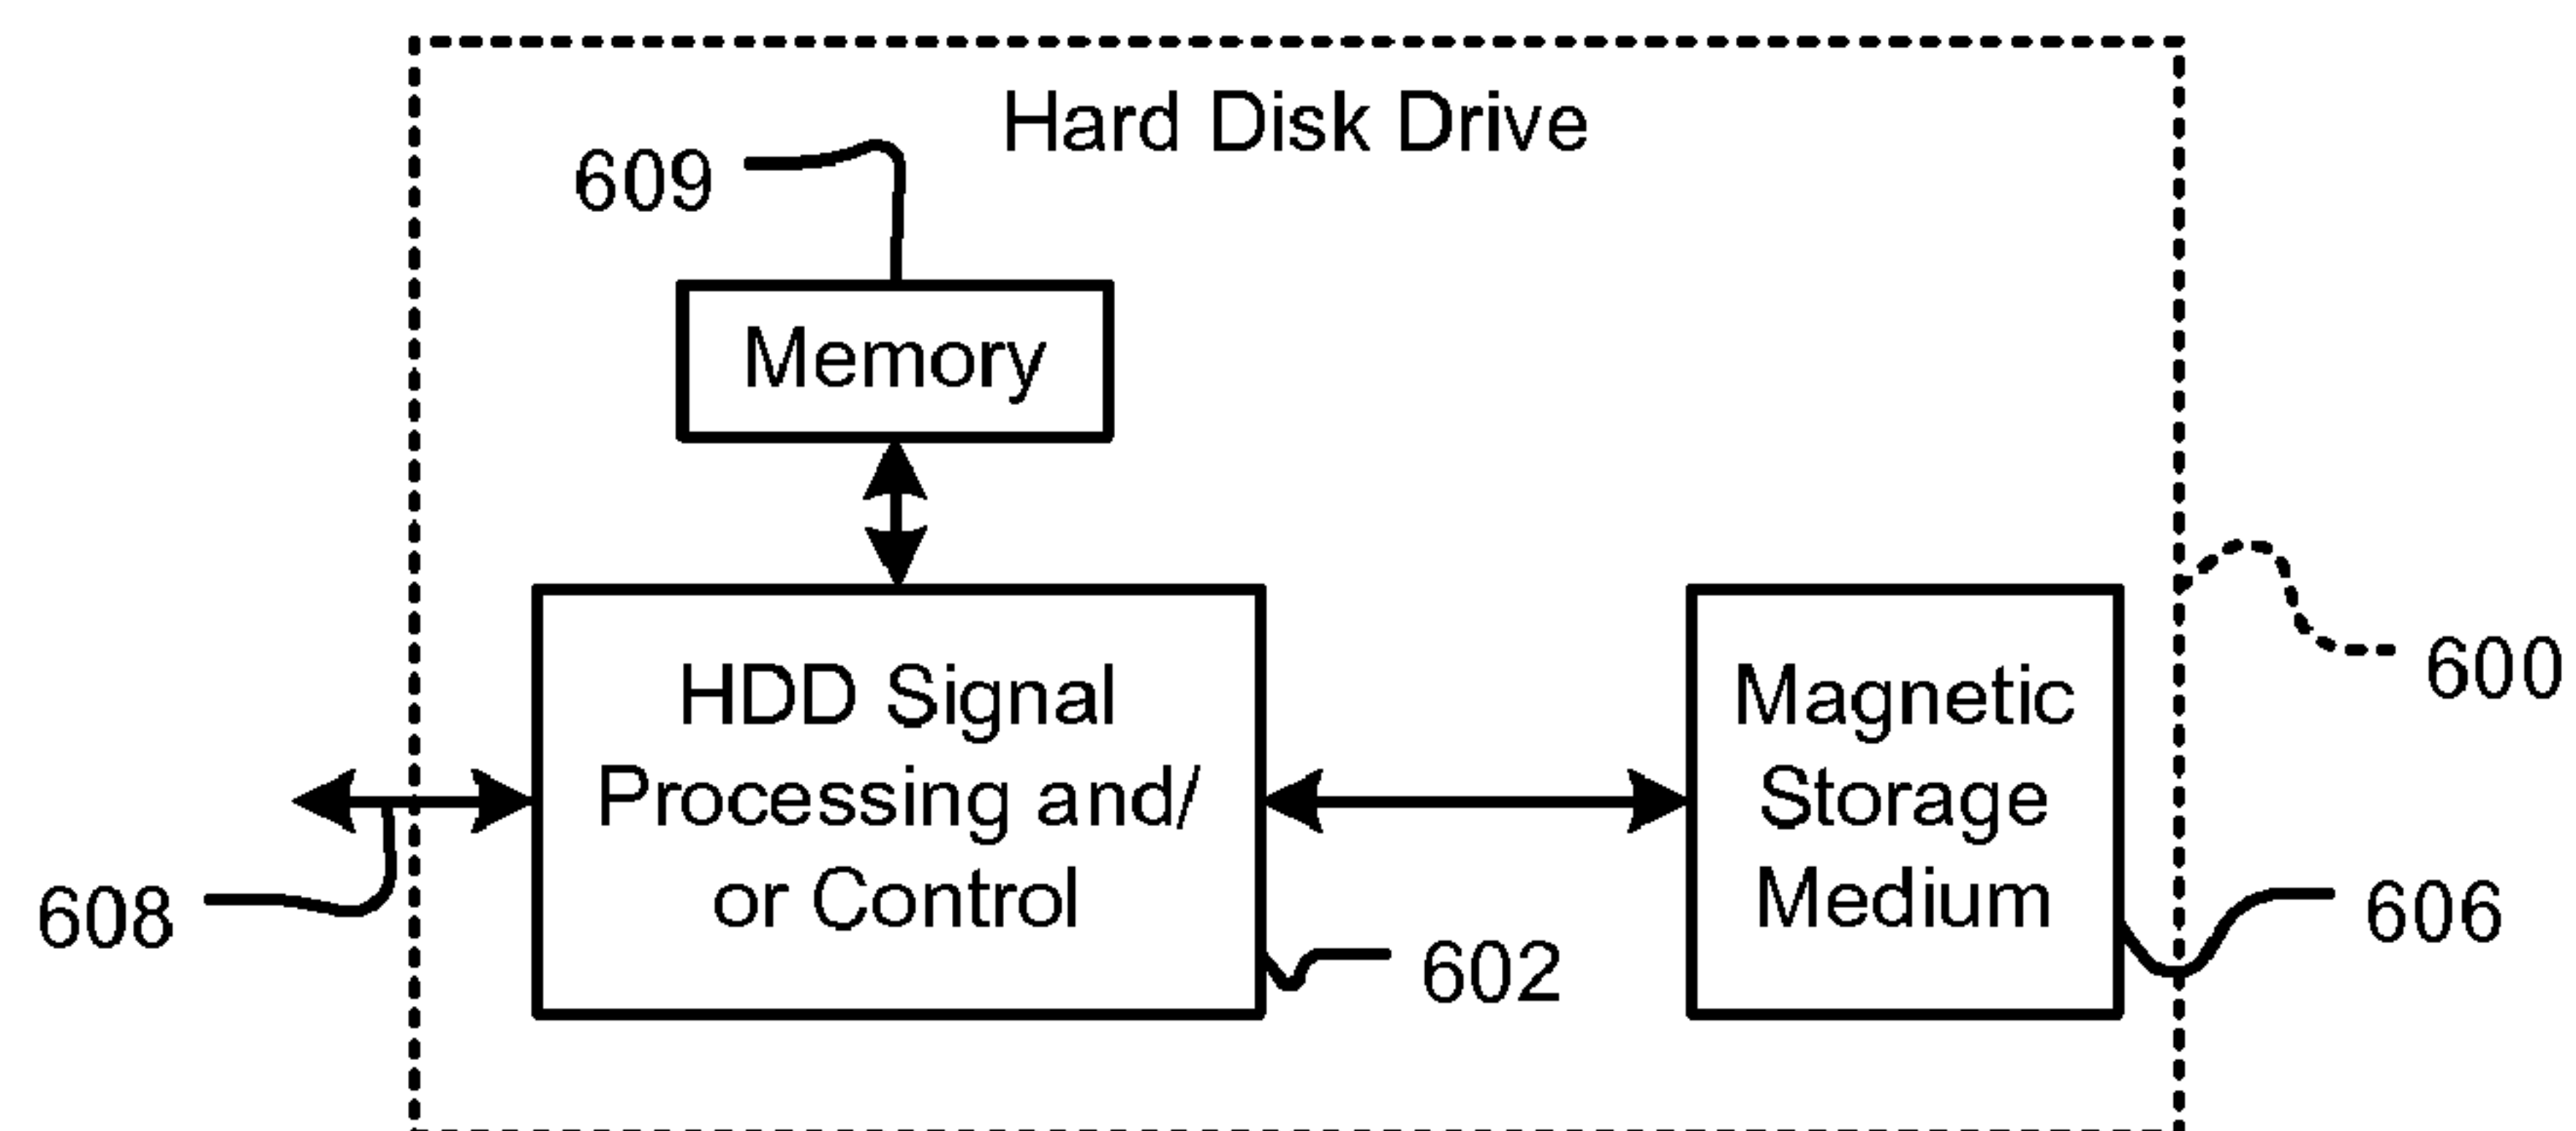 Hard Disk Drive
609
Memory
HDD Signal
Processing and/
or Control
Magnetic
Storage
Medium
600
608
602
606